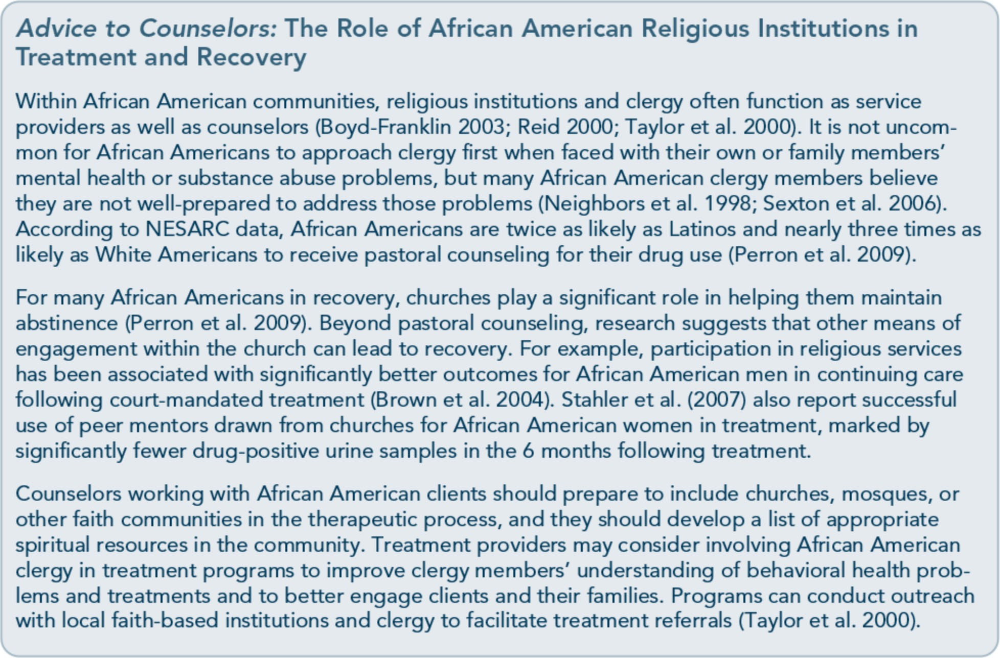 Advice to Counselors: The Role of African American Religious Institutions in
Treatment and Recovery
Within African American communities, religious institutions and clergy often function as service
providers as well as counselors (Boyd-Franklin 2003; Reid 2000; Taylor et al. 2000). It is not uncom-
mon for African Americans to approach clergy first when faced with their own or family members’
mental health or substance abuse problems, but many African American clergy members believe
they are not well-prepared to address those problems (Neighbors et al. 1998; Sexton et al. 2006).
According to NESARC data, African Americans are twice as likely as Latinos and nearly three times as
likely as White Americans to receive pastoral counseling for their drug use (Perron et al. 2009).
For many African Americans in recovery, churches play a significant role in helping them maintain
abstinence (Perron et al. 2009). Beyond pastoral counseling, research suggests that other means of
engagement within the church can lead to recovery. For example, participation in religious services
has been associated with significantly better outcomes for African American men in continuing care
following court-mandated treatment (Brown et al. 2004). Stahler et al. (2007) also report successful
use of peer mentors drawn from churches for African American women in treatment, marked by
significantly fewer drug-positive urine samples in the 6 months following treatment.
Counselors working with African American clients should prepare to include churches, mosques, or
other faith communities in the therapeutic process, and they should develop a list of appropriate
spiritual resources in the community. Treatment providers may consider involving African American
clergy in treatment programs to improve clergy members’ understanding of behavioral health prob-
lems and treatments and to better engage clients and their families. Programs can conduct outreach
with local faith-based institutions and clergy to facilitate treatment referrals (Taylor et al. 2000).